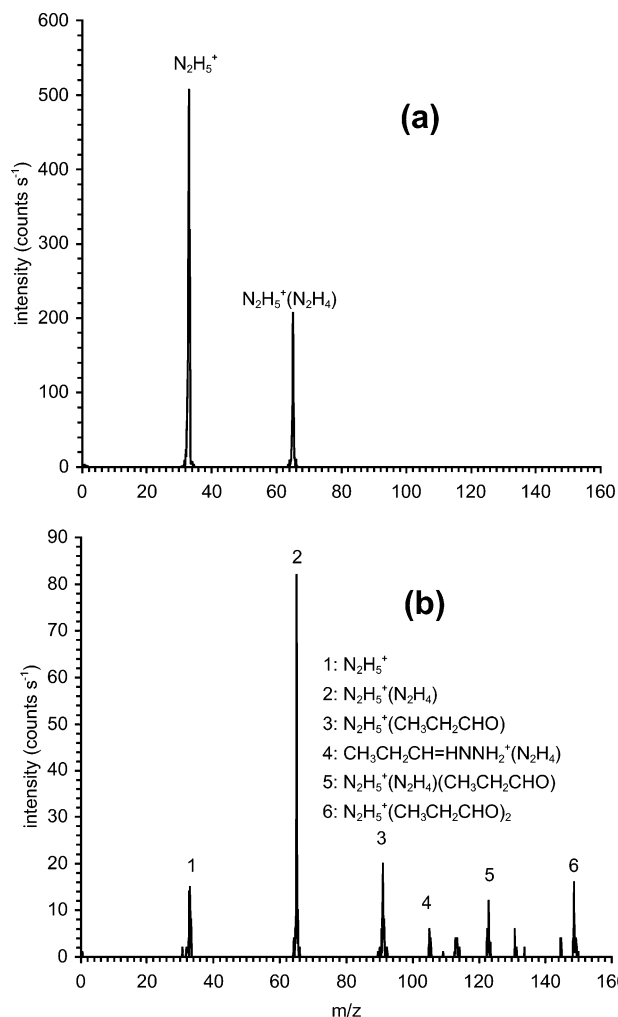 600
500
400
300
200
100
0
intensity (counts s⁻¹)
N₂H₅⁺
(a)
N₂H₅⁺(N₂H₄)
0 20 40 60 80 100 120 140 160
90
80
70
60
50
40
30
20
10
0
intensity (counts s⁻¹)
2
(b)
1: N₂H₅⁺
2: N₂H₅⁺(N₂H₄)
3: N₂H₅⁺(CH₃CH₂CHO)
4: CH₃CH₂CH=HNNH₂⁺(N₂H₄)
5: N₂H₅⁺(N₂H₄)(CH₃CH₂CHO)
6: N₂H₅⁺(CH₃CH₂CHO)₂
1
3
4
5
6
0 20 40 60 80 100 120 140 16
m/z